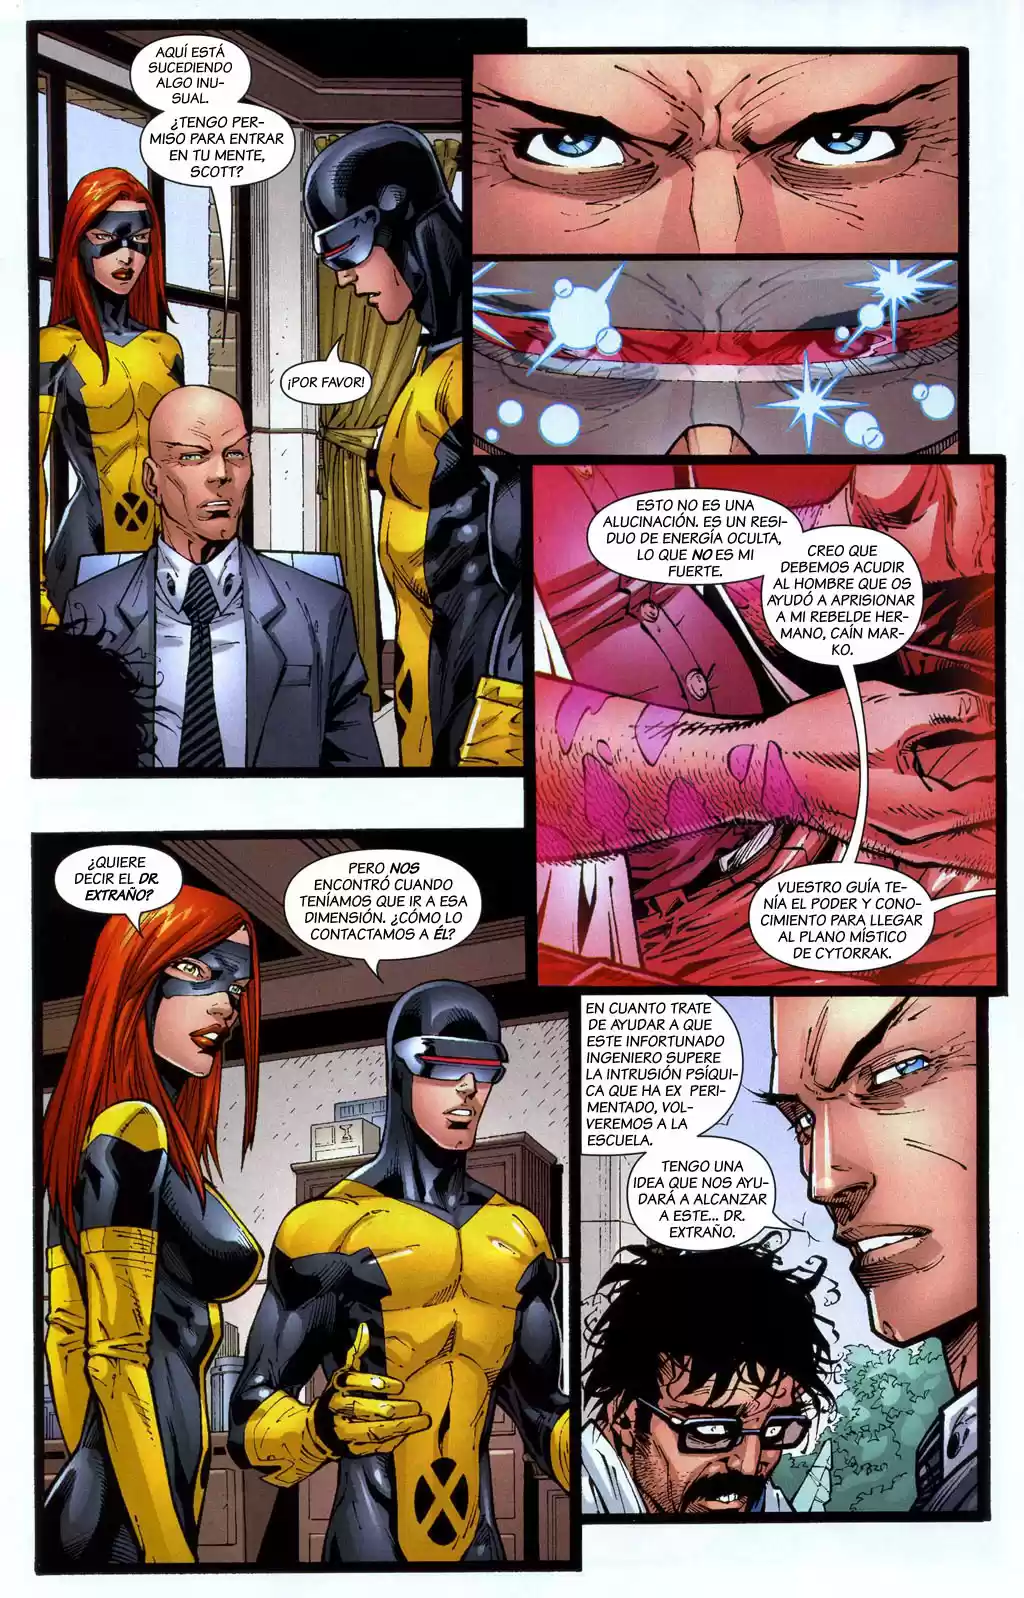 AQUÍ ESTÁ
SUCEDIENDO
ALGO INU-
SUAL.
¿TENGO PER-
MISO PARA ENTRAR
EN TU MENTE,
SCOTT?
¡POR FAVOR!
ESTO NO ES UNA
ALUCINACIÓN. ES UN RESI-
DUO DE ENERGÍA OCULTA,
LO QUE NO ES MI
FUERTE.
CREO QUE
DEBEMOS ACUDIR
AL HOMBRE QUE OS
AYUDÓ A APRISIONAR
A MI REBELDE HER-
MANO, CAÍN MAR-
KO.
VUESTRO GUÍA TE-
NÍA EL PODER Y CONO-
CIMIENTO PARA LLEGAR
AL PLANO MÍSTICO
DE CYTORRAK.
¿QUIERE
DECIR EL DR.
EXTRAÑO?
PERO NOS
ENCONTRÓ CUANDO
TENÍAMOS QUE IR A ESA
DIMENSIÓN. ¿CÓMO LO
CONTACTAMOS A ÉL?
EN CUANTO TRATE
DE AYUDAR A QUE
ESTE INFORTUNADO
INGENIERO SUPERE
LA INTRUSIÓN PSÍQUI-
CA QUE HA EX PERI-
MENTADO, VOL-
VEREMOS A LA
ESCUELA.
TENGO UNA
IDEA QUE NOS AYU-
DARÁ A ALCANZAR
A ESTE... DR.
EXTRAÑO.